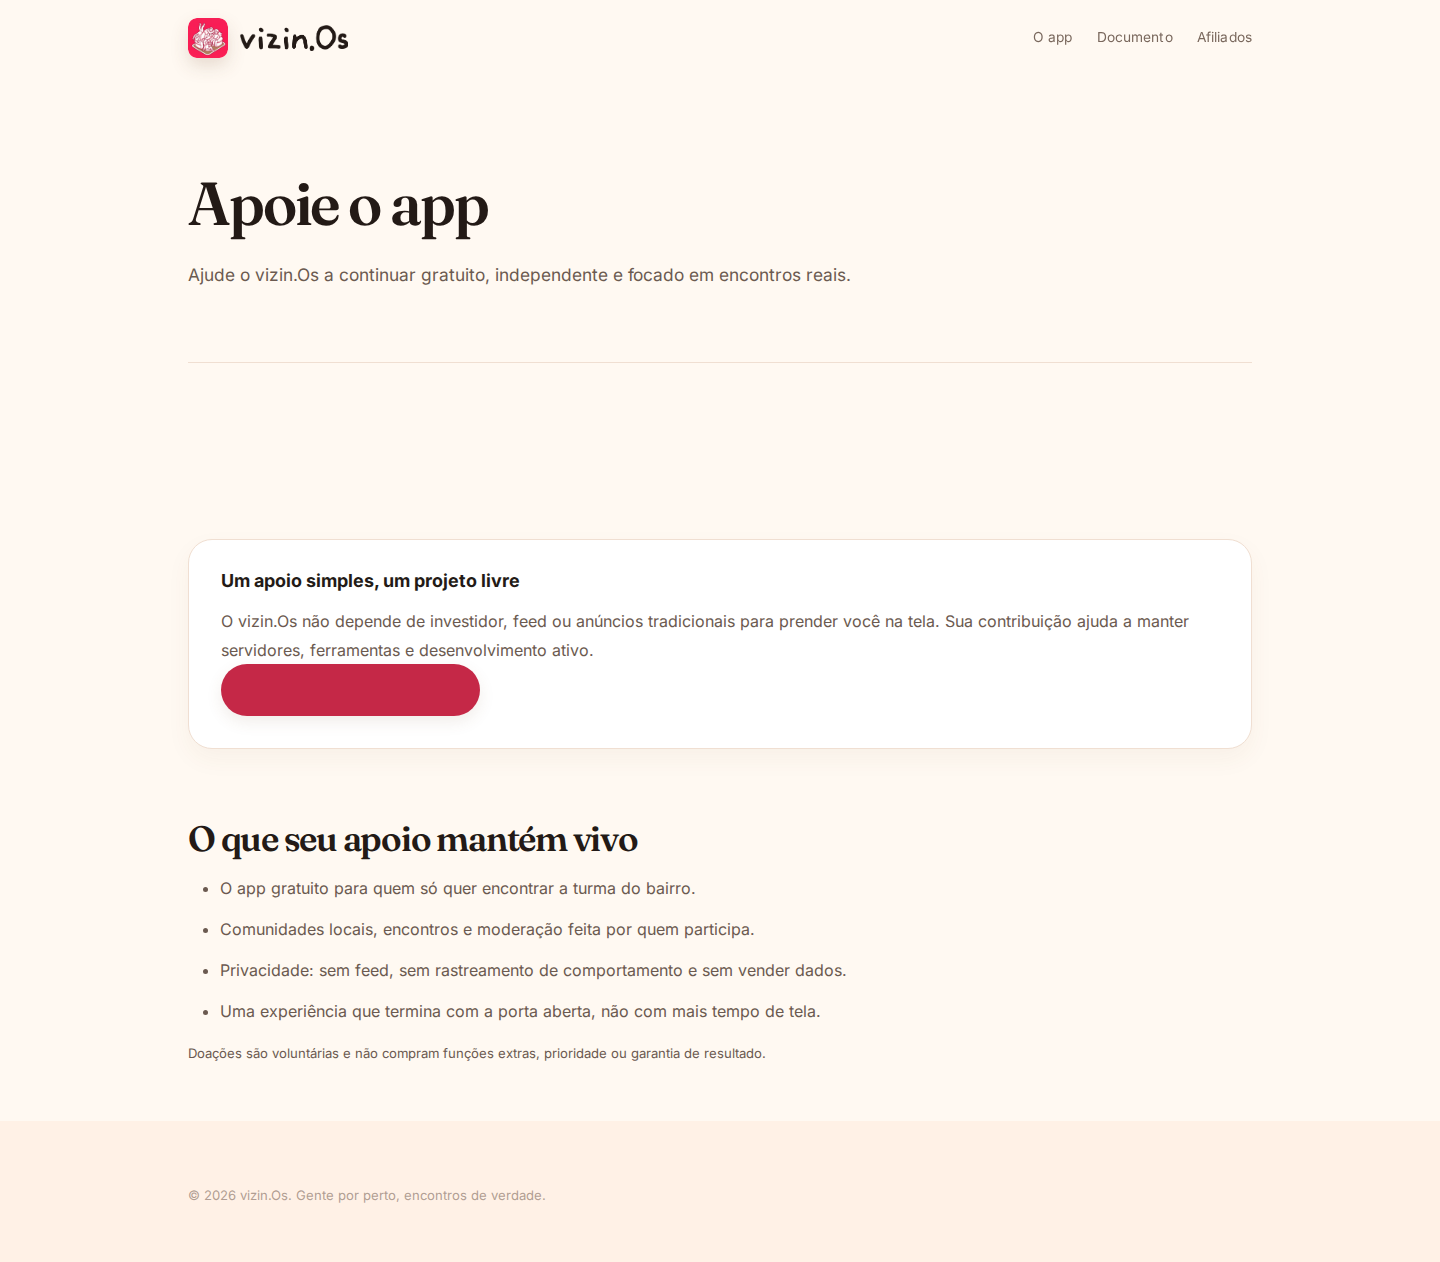 vizin.Os
O app
Documento
Afiliados
Apoie o app
Ajude o vizin.Os a continuar gratuito, independente e focado em encontros reais.
Um apoio simples, um projeto livre
O vizin.Os não depende de investidor, feed ou anúncios tradicionais para prender você na tela. Sua contribuição ajuda a manter
servidores, ferramentas e desenvolvimento ativo.
O que seu apoio mantém vivo
• O app gratuito para quem só quer encontrar a turma do bairro.
• Comunidades locais, encontros e moderação feita por quem participa.
• Privacidade: sem feed, sem rastreamento de comportamento e sem vender dados.
• Uma experiência que termina com a porta aberta, não com mais tempo de tela.
Doações são voluntárias e não compram funções extras, prioridade ou garantia de resultado.
© 2026 vizin.Os. Gente por perto, encontros de verdade.